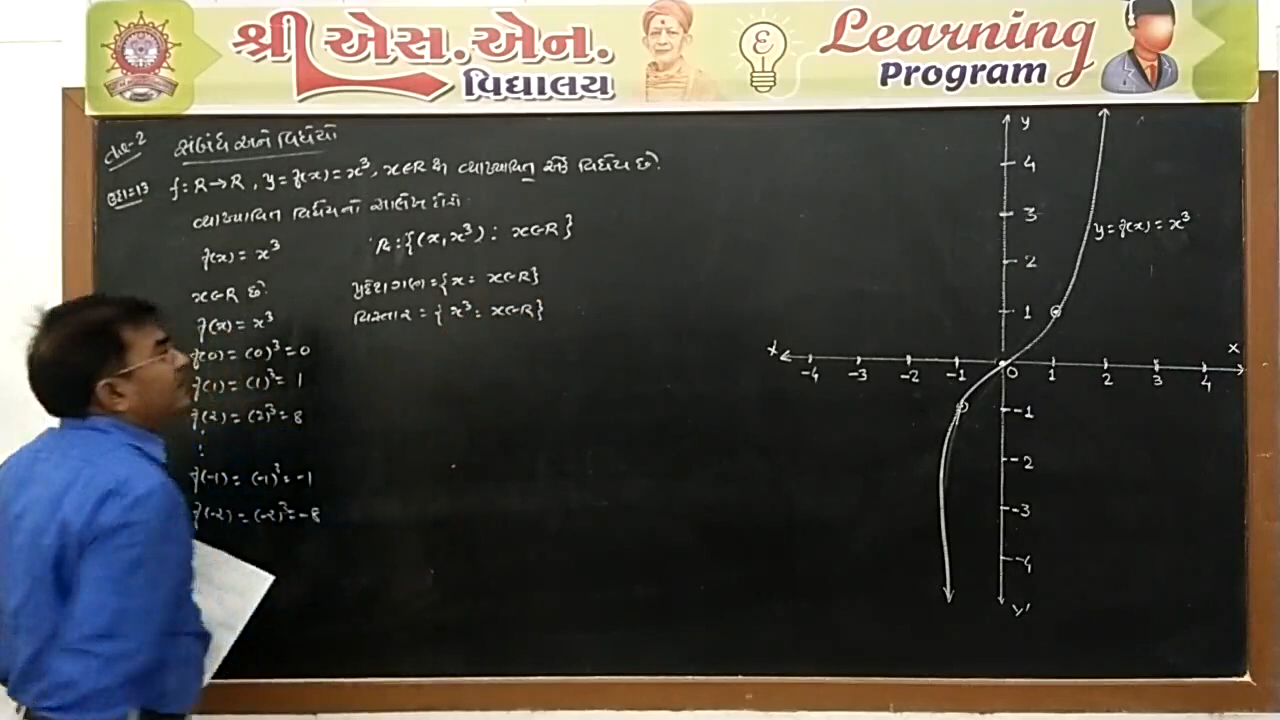 શ્રી એસ.એન.
વિદ્યાલય
Learning
Program
સંબંધ અને વિધેયો
ઉદા=13 f: R→R, y = f(x) = x³, x∈R વ્યાખ્યાયિત એક વિધેય છે.
વ્યાખ્યાયિત વિધેયનો આલેખ દોરો.
f(x) = x³
x∈R છે.
f(x) = x³
f(0) = (0)³ = 0
f(1) = (1)³ = 1
f(2) = (2)³ = 8
f(-1) = (-1)³ = -1
f(-2) = (-2)³ = -8
R = {(x, x³) : x∈R}
પ્રદેશગણ = {x : x∈R}
વિસ્તાર = {x³ : x∈R}
y
4
3
2
1
y = f(x) = x³
x' -4 -3 -2 -1 0 1 2 3 4 x
-1
-2
-3
-4
y'